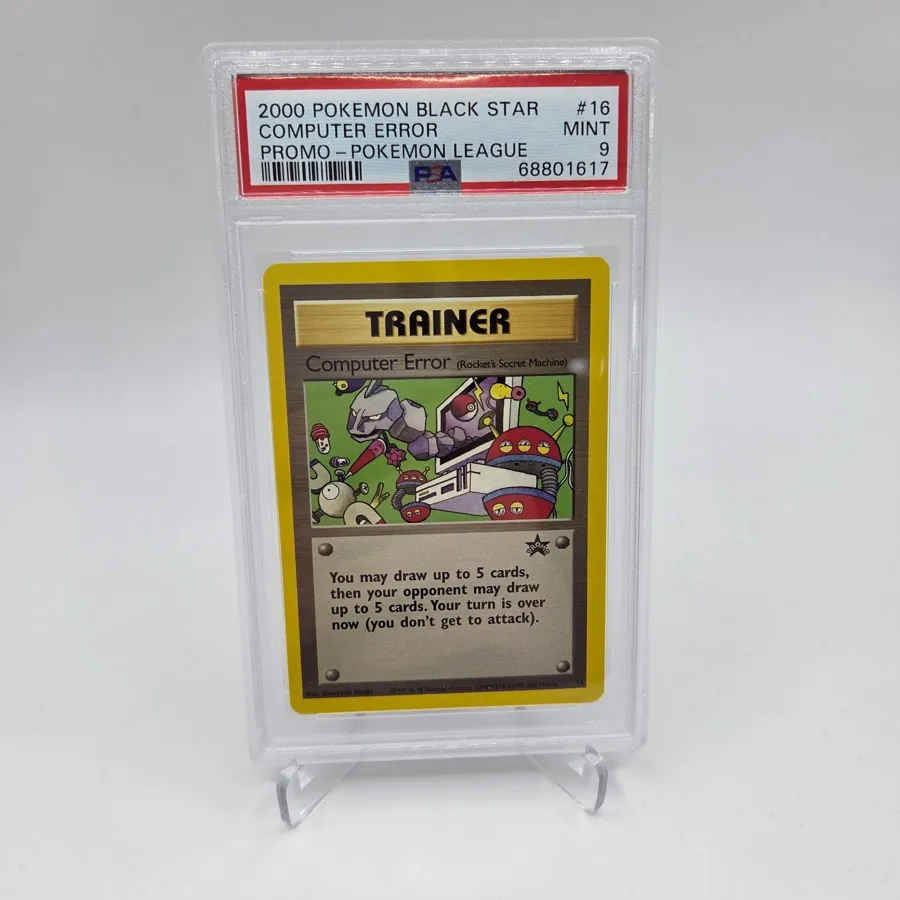 2000 POKEMON BLACK STAR #16
COMPUTER ERROR MINT
PROMO - POKEMON LEAGUE 9
PSA 68801617
TRAINER
Computer Error (Rocket's Secret Machine)
PROMO
You may draw up to 5 cards,
then your opponent may draw
up to 5 cards. Your turn is over
now (you don't get to attack).